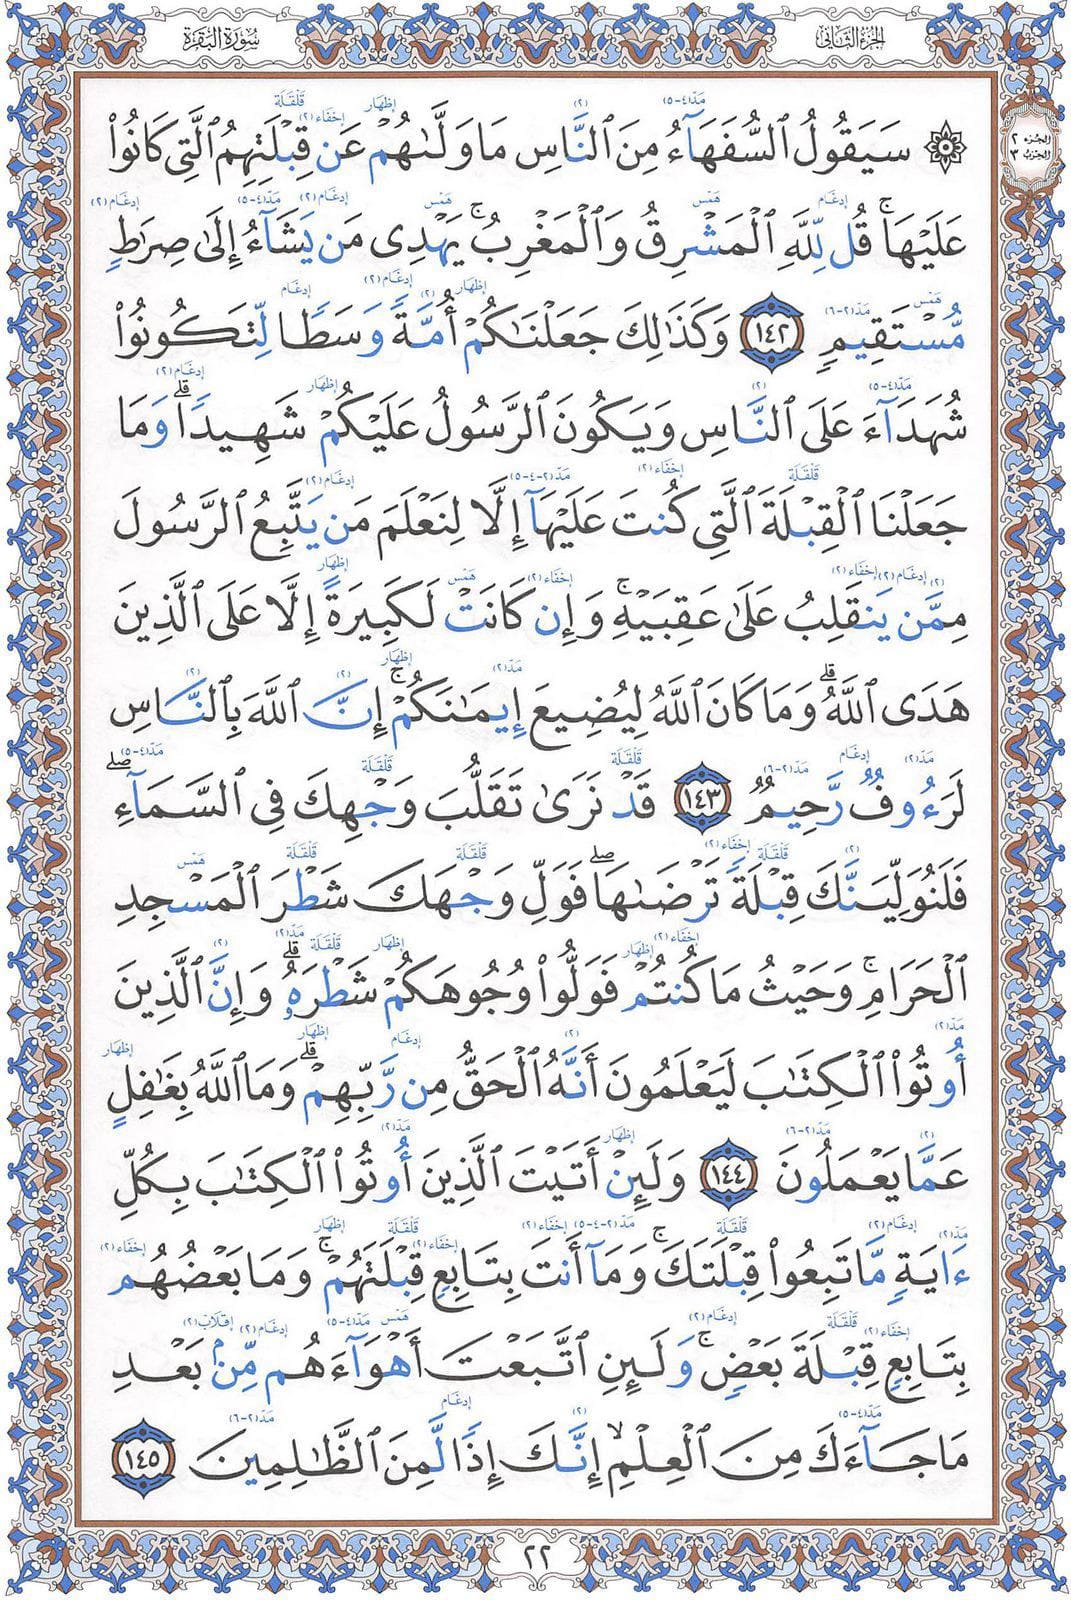 الجزء الثاني
سورة البقرة
الجزء ٢
الحزب ٣
۞ سَيَقُولُ ٱلسُّفَهَآءُ مِنَ ٱلنَّاسِ مَا وَلَّىٰهُمْ عَن قِبْلَتِهِمُ ٱلَّتِى كَانُوا۟
عَلَيْهَا ۚ قُل لِّلَّهِ ٱلْمَشْرِقُ وَٱلْمَغْرِبُ ۚ يَهْدِى مَن يَشَآءُ إِلَىٰ صِرَٰطٍ
مُّسْتَقِيمٍ ١٤٢ وَكَذَٰلِكَ جَعَلْنَٰكُمْ أُمَّةً وَسَطًا لِّتَكُونُوا۟
شُهَدَآءَ عَلَى ٱلنَّاسِ وَيَكُونَ ٱلرَّسُولُ عَلَيْكُمْ شَهِيدًا ۗ وَمَا
جَعَلْنَا ٱلْقِبْلَةَ ٱلَّتِى كُنتَ عَلَيْهَآ إِلَّا لِنَعْلَمَ مَن يَتَّبِعُ ٱلرَّسُولَ
مِمَّن يَنقَلِبُ عَلَىٰ عَقِبَيْهِ ۚ وَإِن كَانَتْ لَكَبِيرَةً إِلَّا عَلَى ٱلَّذِينَ
هَدَى ٱللَّهُ ۗ وَمَا كَانَ ٱللَّهُ لِيُضِيعَ إِيمَٰنَكُمْ ۚ إِنَّ ٱللَّهَ بِٱلنَّاسِ
لَرَءُوفٌ رَّحِيمٌ ١٤٣ قَدْ نَرَىٰ تَقَلُّبَ وَجْهِكَ فِى ٱلسَّمَآءِ ۖ
فَلَنُوَلِّيَنَّكَ قِبْلَةً تَرْضَىٰهَا ۖ فَوَلِّ وَجْهَكَ شَطْرَ ٱلْمَسْجِدِ
ٱلْحَرَامِ ۚ وَحَيْثُ مَا كُنتُمْ فَوَلُّوا۟ وُجُوهَكُمْ شَطْرَهُۥ ۗ وَإِنَّ ٱلَّذِينَ
أُوتُوا۟ ٱلْكِتَٰبَ لَيَعْلَمُونَ أَنَّهُ ٱلْحَقُّ مِن رَّبِّهِمْ ۗ وَمَا ٱللَّهُ بِغَٰفِلٍ
عَمَّا يَعْمَلُونَ ١٤٤ وَلَئِنْ أَتَيْتَ ٱلَّذِينَ أُوتُوا۟ ٱلْكِتَٰبَ بِكُلِّ
ءَايَةٍ مَّا تَبِعُوا۟ قِبْلَتَكَ ۚ وَمَآ أَنتَ بِتَابِعٍ قِبْلَتَهُمْ ۚ وَمَا بَعْضُهُم
بِتَابِعٍ قِبْلَةَ بَعْضٍ ۚ وَلَئِنِ ٱتَّبَعْتَ أَهْوَآءَهُم مِّنۢ بَعْدِ
مَا جَآءَكَ مِنَ ٱلْعِلْمِ ۙ إِنَّكَ إِذًا لَّمِنَ ٱلظَّٰلِمِينَ ١٤٥
٢٢